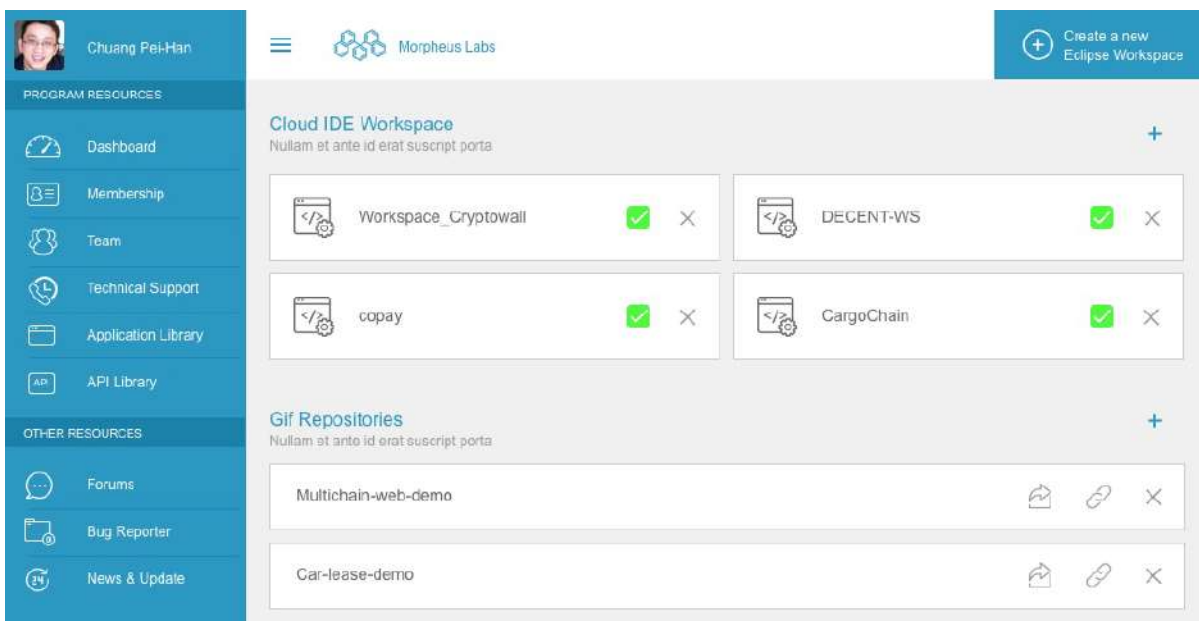 Chuang Pei-Han
Morpheus Labs
Create a new
Eclipse Workspace
PROGRAM RESOURCES
Dashboard
Membership
Team
Technical Support
Application Library
API
API Library
OTHER RESOURCES
Forums
Bug Reporter
24
News & Update
Cloud IDE Workspace
Nullam et ante id erat suscript porta
</>
Workspace_Cryptowall
</>
DECENT-WS
</>
copay
</>
CargoChain
Gif Repositories
Nullam et ante id erat suscript porta
Multichain-web-demo
Car-lease-demo